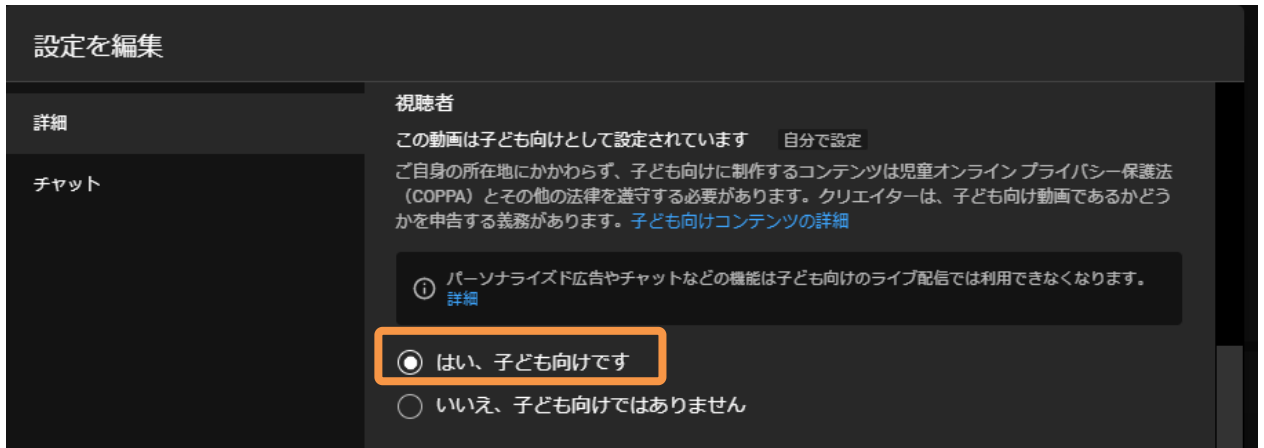 設定を編集
詳細
チャット
視聴者
この動画は子ども向けとして設定されています 自分で設定
ご自身の所在地にかかわらず、子ども向けに制作するコンテンツは児童オンライン プライバシー保護法
（COPPA）とその他の法律を遵守する必要があります。クリエイターは、子ども向け動画であるかどう
かを申告する義務があります。子ども向けコンテンツの詳細
パーソナライズド広告やチャットなどの機能は子ども向けのライブ配信では利用できなくなります。
詳細
はい、子ども向けです
いいえ、子ども向けではありません